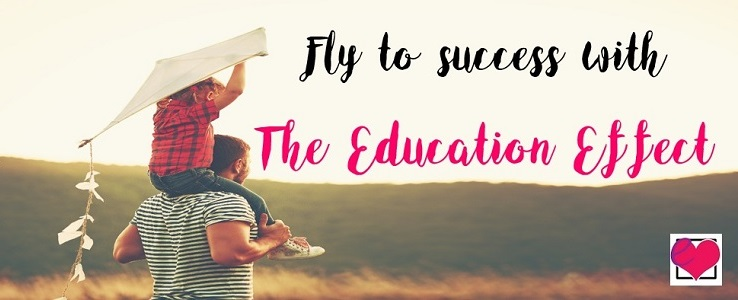 Fly to success with
The Education Effect